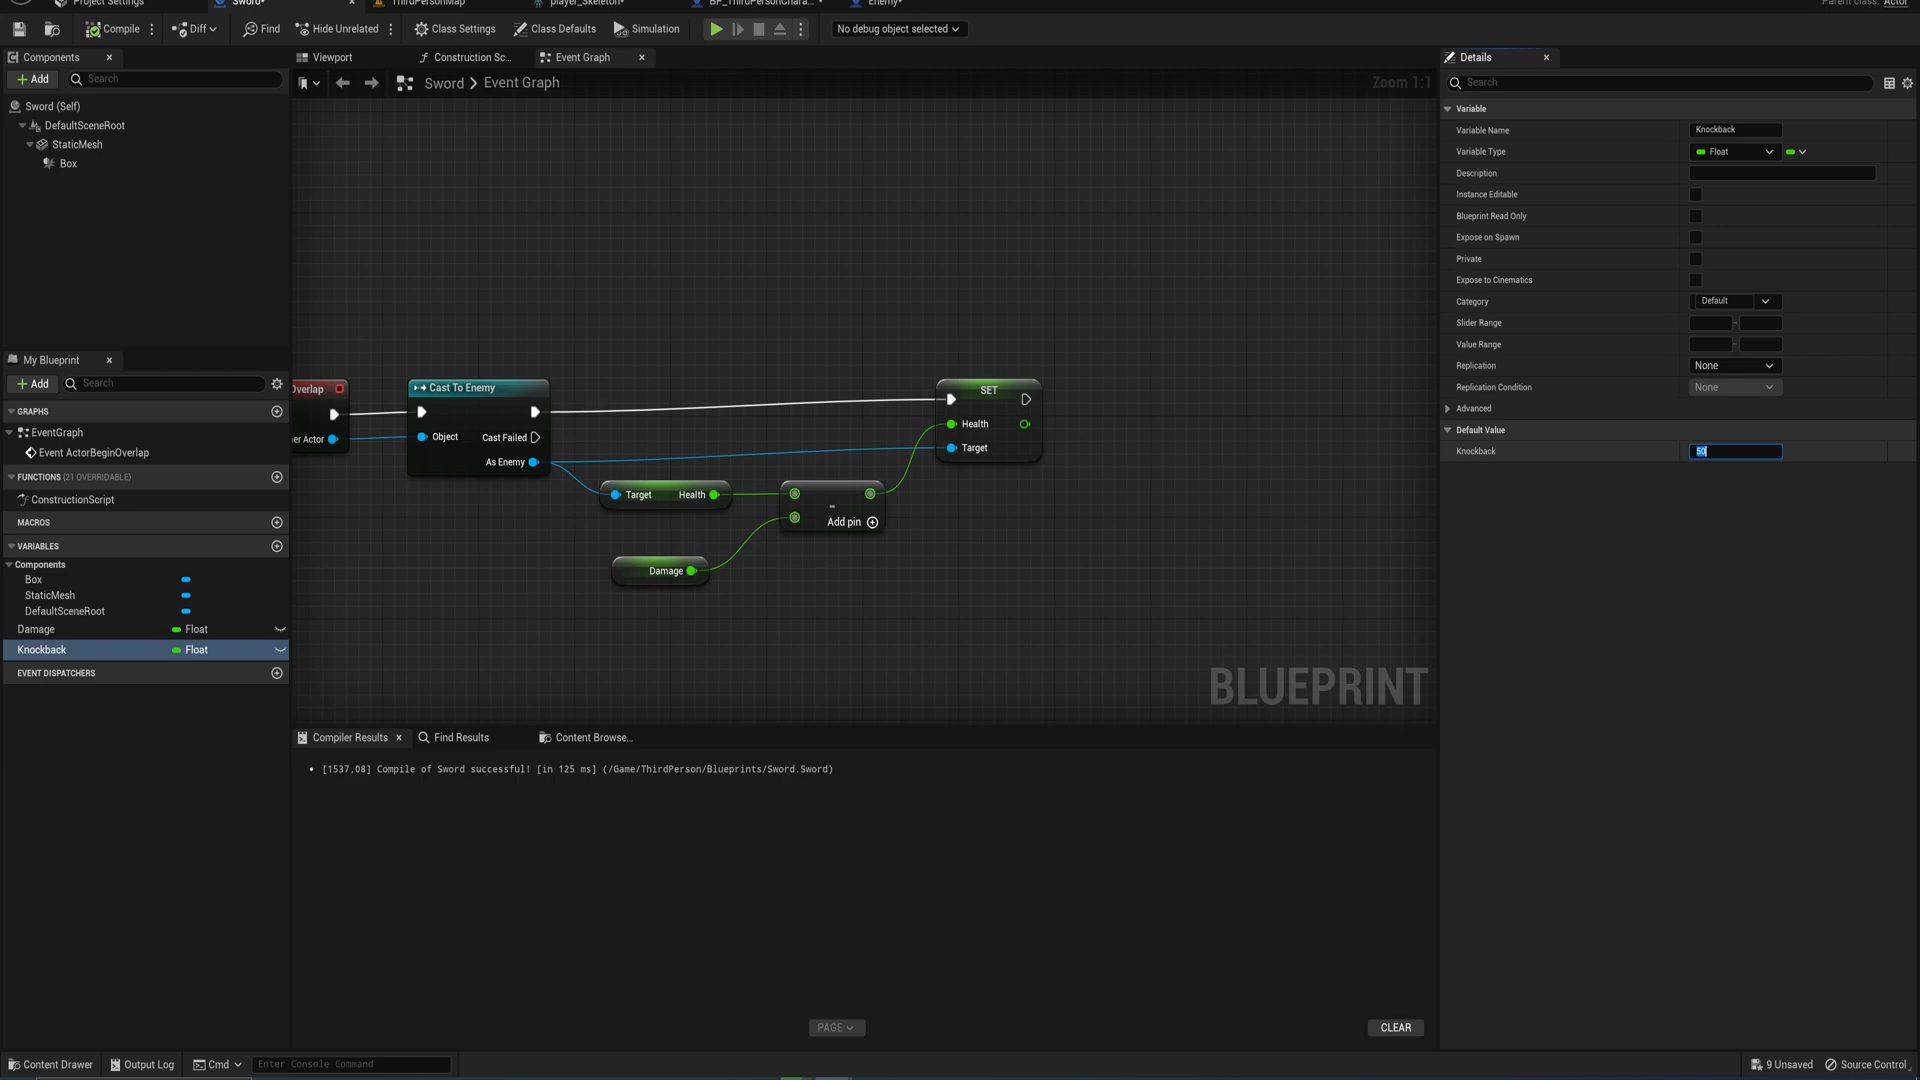 Project Settings
Sword*
ThirdPersonMap
player_Skeleton*
BP_ThirdPersonChara...
Enemy*
Parent class: Actor
Compile
Diff
Find
Hide Unrelated
Class Settings
Class Defaults
Simulation
No debug object selected
Components
Add
Search
Sword (Self)
DefaultSceneRoot
StaticMesh
Box
My Blueprint
Add
Search
GRAPHS
EventGraph
Event ActorBeginOverlap
FUNCTIONS (21 OVERRIDABLE)
ConstructionScript
MACROS
VARIABLES
Components
Box
StaticMesh
DefaultSceneRoot
Damage Float
Knockback Float
EVENT DISPATCHERS
Viewport
Construction Sc...
Event Graph
Sword > Event Graph
Zoom 1:1
Overlap
er Actor
Cast To Enemy
Object
Cast Failed
As Enemy
Target Health
-
Add pin
Damage
SET
Health
Target
BLUEPRINT
Compiler Results
Find Results
Content Browse...
• [1537,08] Compile of Sword successful! [in 125 ms] (/Game/ThirdPerson/Blueprints/Sword.Sword)
PAGE
CLEAR
Details
Search
Variable
Variable Name Knockback
Variable Type Float
Description
Instance Editable
Blueprint Read Only
Expose on Spawn
Private
Expose to Cinematics
Category Default
Slider Range
Value Range
Replication None
Replication Condition None
Advanced
Default Value
Knockback 50
Content Drawer
Output Log
Cmd
Enter Console Command
9 Unsaved
Source Control